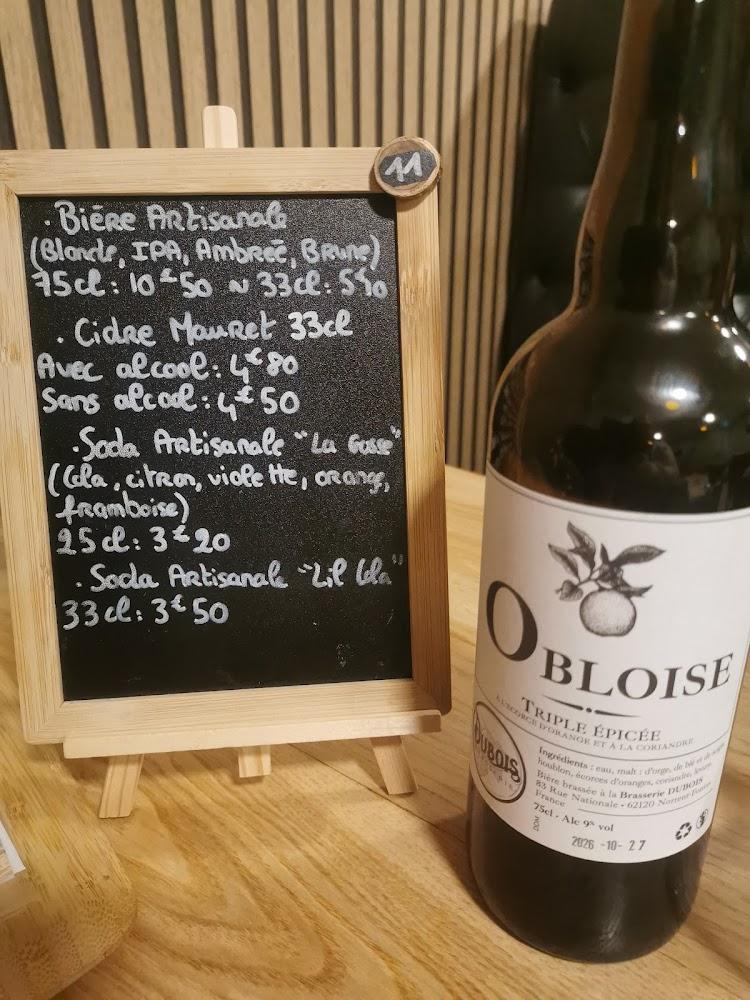 11
· Bière Artisanale
(Blonde, IPA, Ambreé, Brune)
75cl: 10€50 ~ 33cl: 5€10
· Cidre Mauret 33cl
Avec alcool: 4€80
Sans alcool: 4€50
· Soda Artisanale "La Gosse"
(Cola, citron, violette, orange,
framboise)
25cl: 3€20
· Soda Artisanale "Lil Cola"
33cl: 3€50
OBLOISE
TRIPLE ÉPICÉE
À L'ÉCORCE D'ORANGE ET À LA CORIANDRE
DUBOIS
Ingrédients : eau, malt : d'orge, de blé et de
houblon, écorces d'oranges, coriandre, levure
Bière brassée à la Brasserie DUBOIS
83 Rue Nationale - 62120 Norrent-Fontes
France
75cl - Alc 9% vol
DDM
2026-10-27